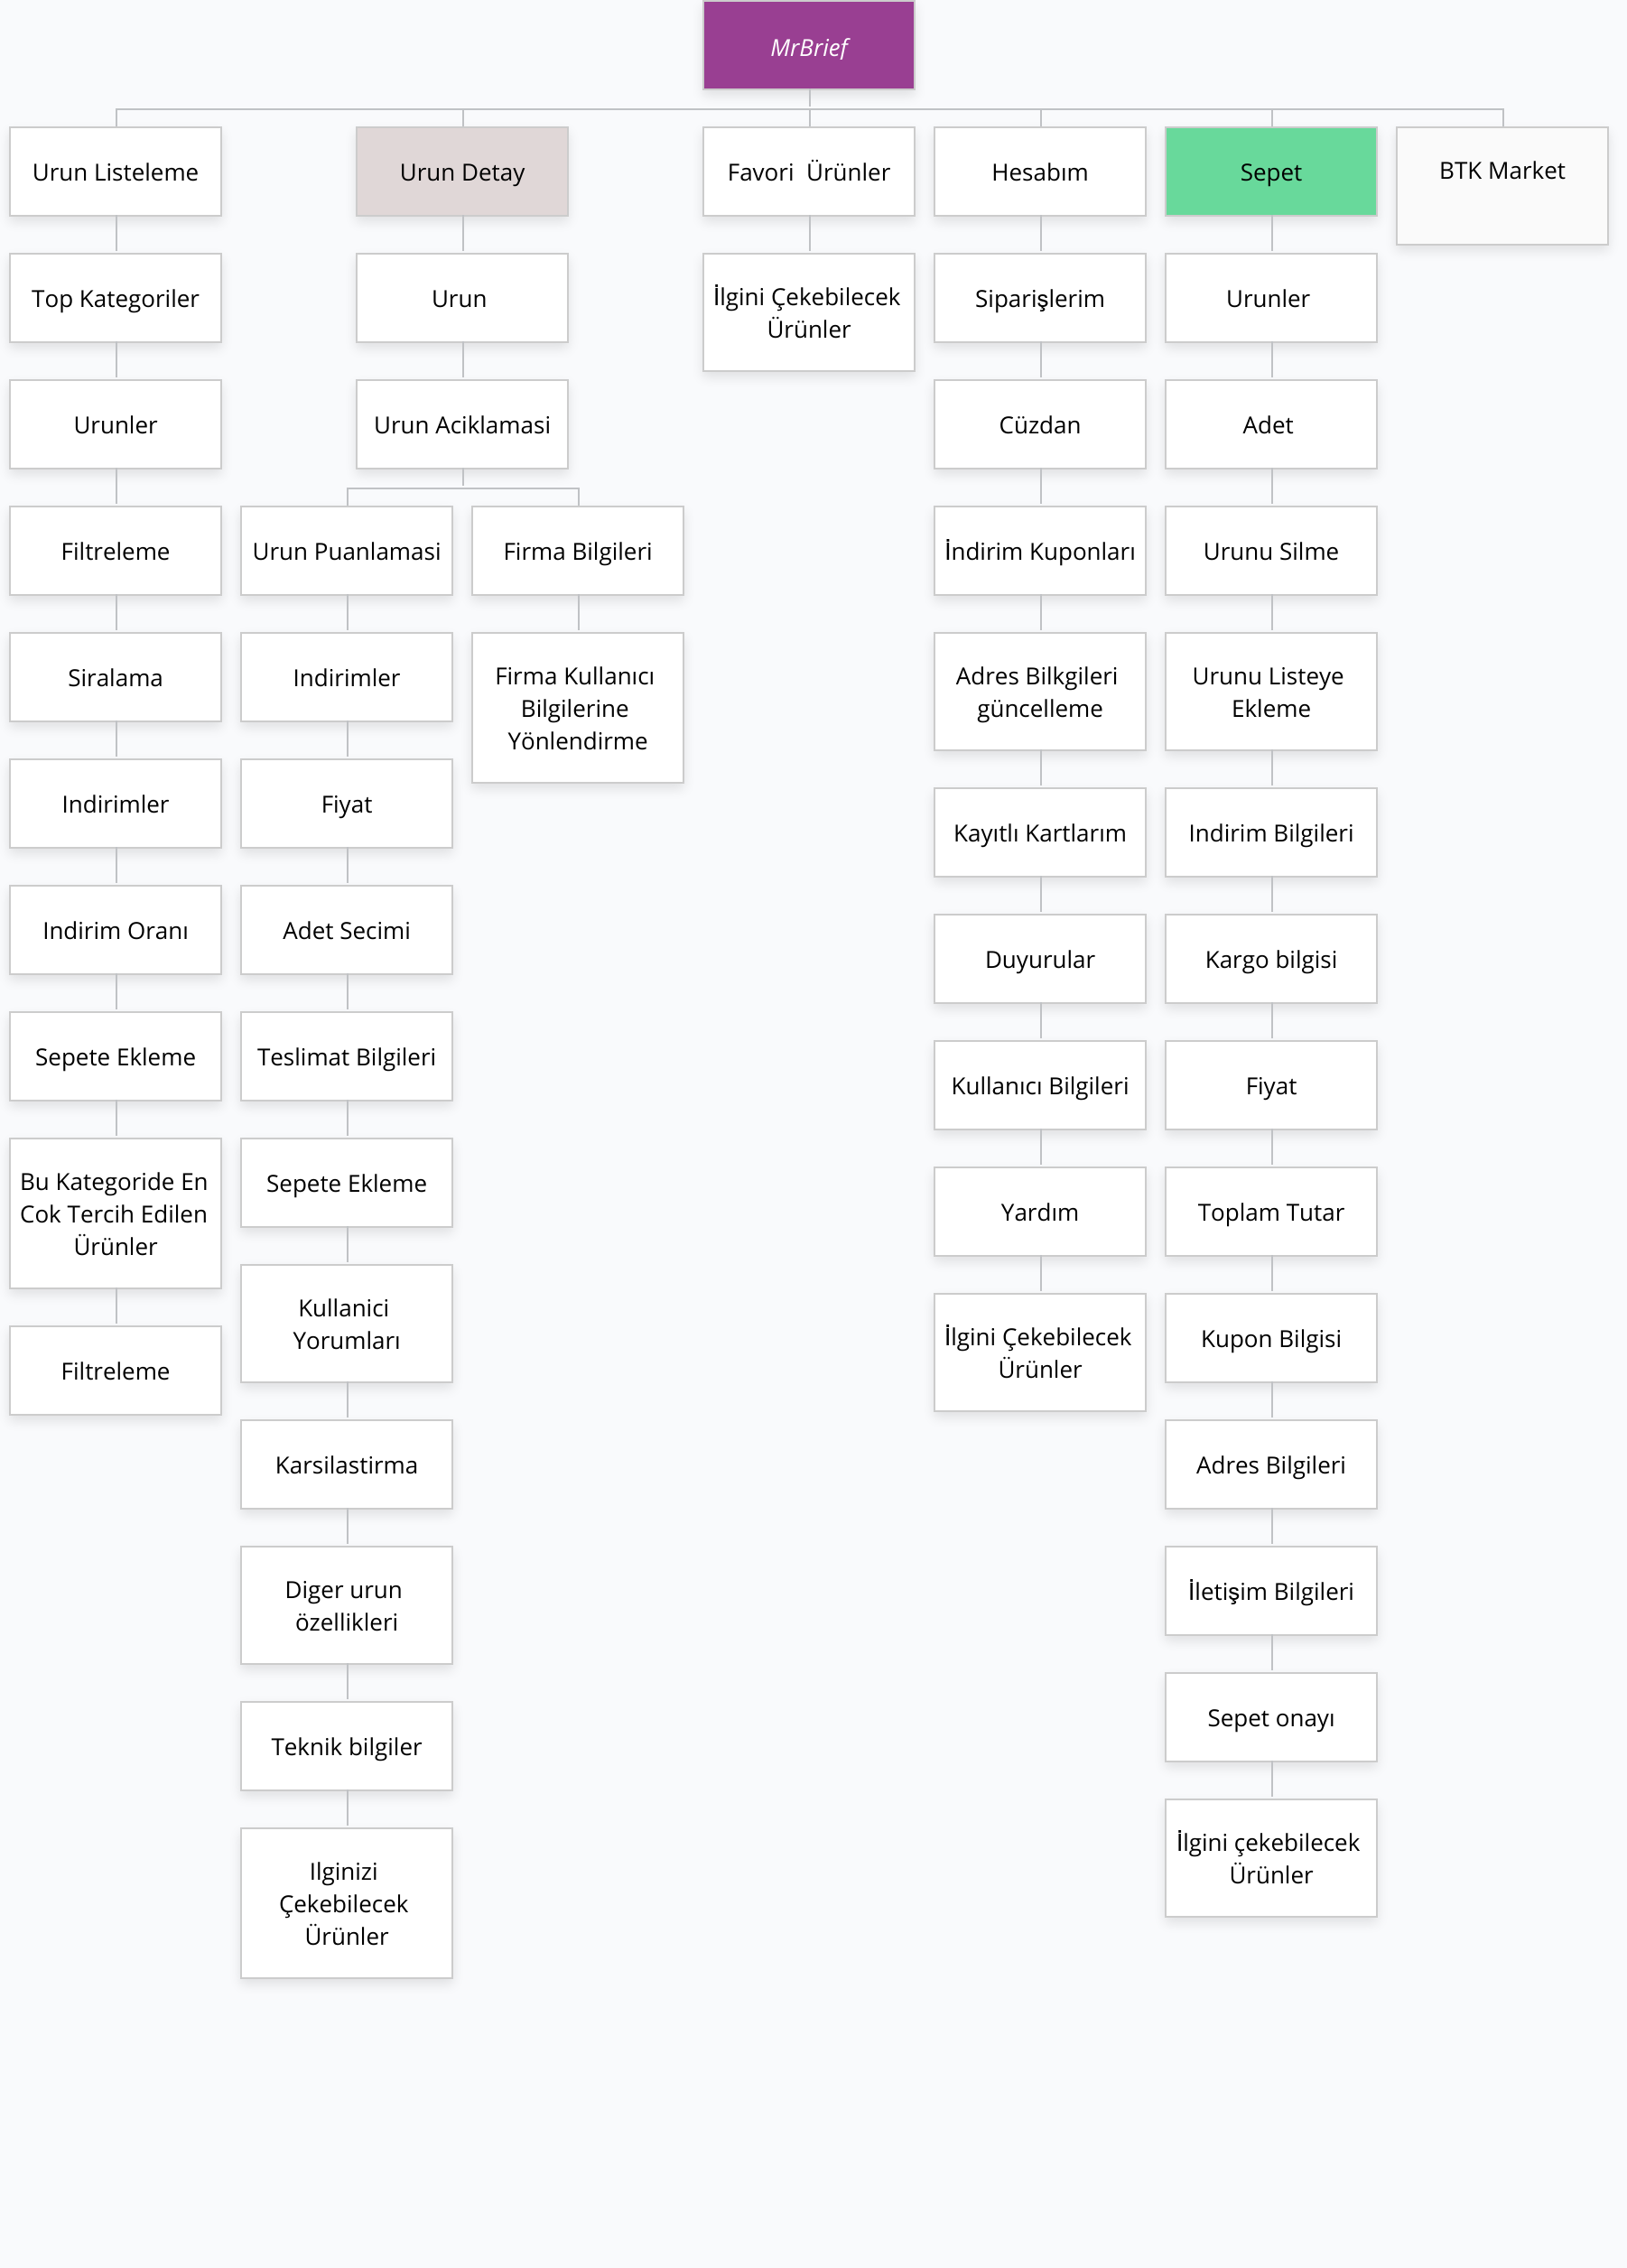 MrBrief
Urun Listeleme
Top Kategoriler
Urunler
Filtreleme
Siralama
Indirimler
Indirim Oranı
Sepete Ekleme
Bu Kategoride En
Cok Tercih Edilen
Ürünler
Filtreleme
Urun Detay
Urun
Urun Aciklamasi
Urun Puanlamasi
Indirimler
Fiyat
Adet Secimi
Teslimat Bilgileri
Sepete Ekleme
Kullanici
Yorumları
Karsilastirma
Diger urun
özellikleri
Teknik bilgiler
Ilginizi
Çekebilecek
Ürünler
Firma Bilgileri
Firma Kullanıcı
Bilgilerine
Yönlendirme
Favori  Ürünler
İlgini Çekebilecek
Ürünler
Hesabım
Siparişlerim
Cüzdan
İndirim Kuponları
Adres Bilkgileri
güncelleme
Kayıtlı Kartlarım
Duyurular
Kullanıcı Bilgileri
Yardım
İlgini Çekebilecek
Ürünler
Sepet
Urunler
Adet
Urunu Silme
Urunu Listeye
Ekleme
Indirim Bilgileri
Kargo bilgisi
Fiyat
Toplam Tutar
Kupon Bilgisi
Adres Bilgileri
İletişim Bilgileri
Sepet onayı
İlgini çekebilecek
Ürünler
BTK Market